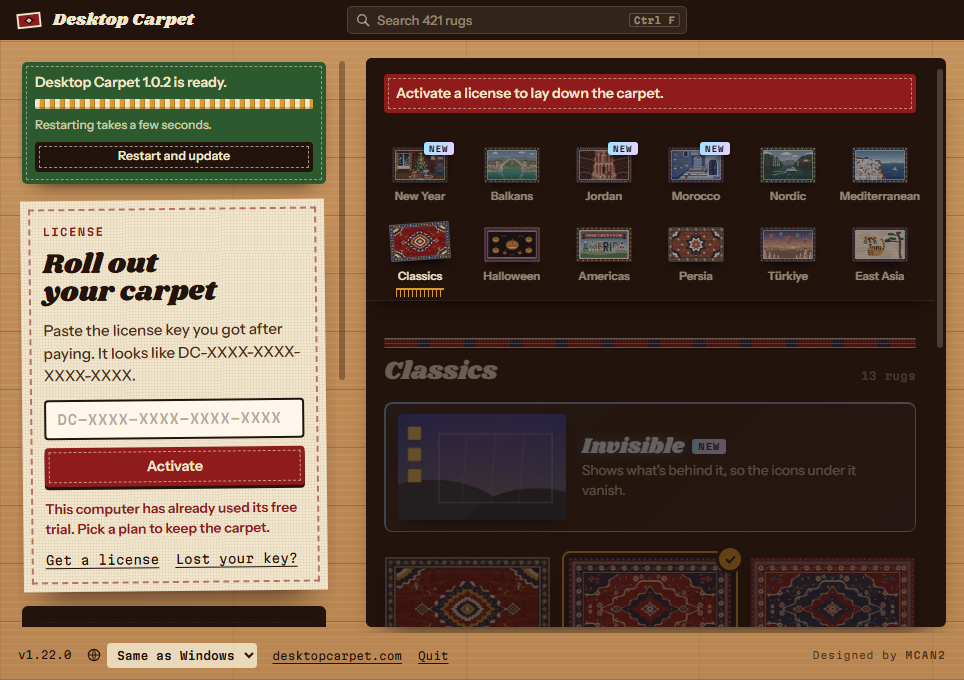 Desktop Carpet
Search 421 rugs
Ctrl F
Desktop Carpet 1.0.2 is ready.
Restarting takes a few seconds.
Restart and update
LICENSE
Roll out
your carpet
Paste the license key you got after
paying. It looks like DC-XXXX-XXXX-
XXXX-XXXX.
DC-XXXX-XXXX-XXXX-XXXX
Activate
This computer has already used its free
trial. Pick a plan to keep the carpet.
Get a license Lost your key?
Activate a license to lay down the carpet.
NEW NEW NEW
New Year Balkans Jordan Morocco Nordic Mediterranean
Classics Halloween Americas Persia Türkiye East Asia
Classics
13 rugs
Invisible NEW
Shows what's behind it, so the icons under it
vanish.
v1.22.0 Same as Windows desktopcarpet.com Quit
Designed by MCAN2